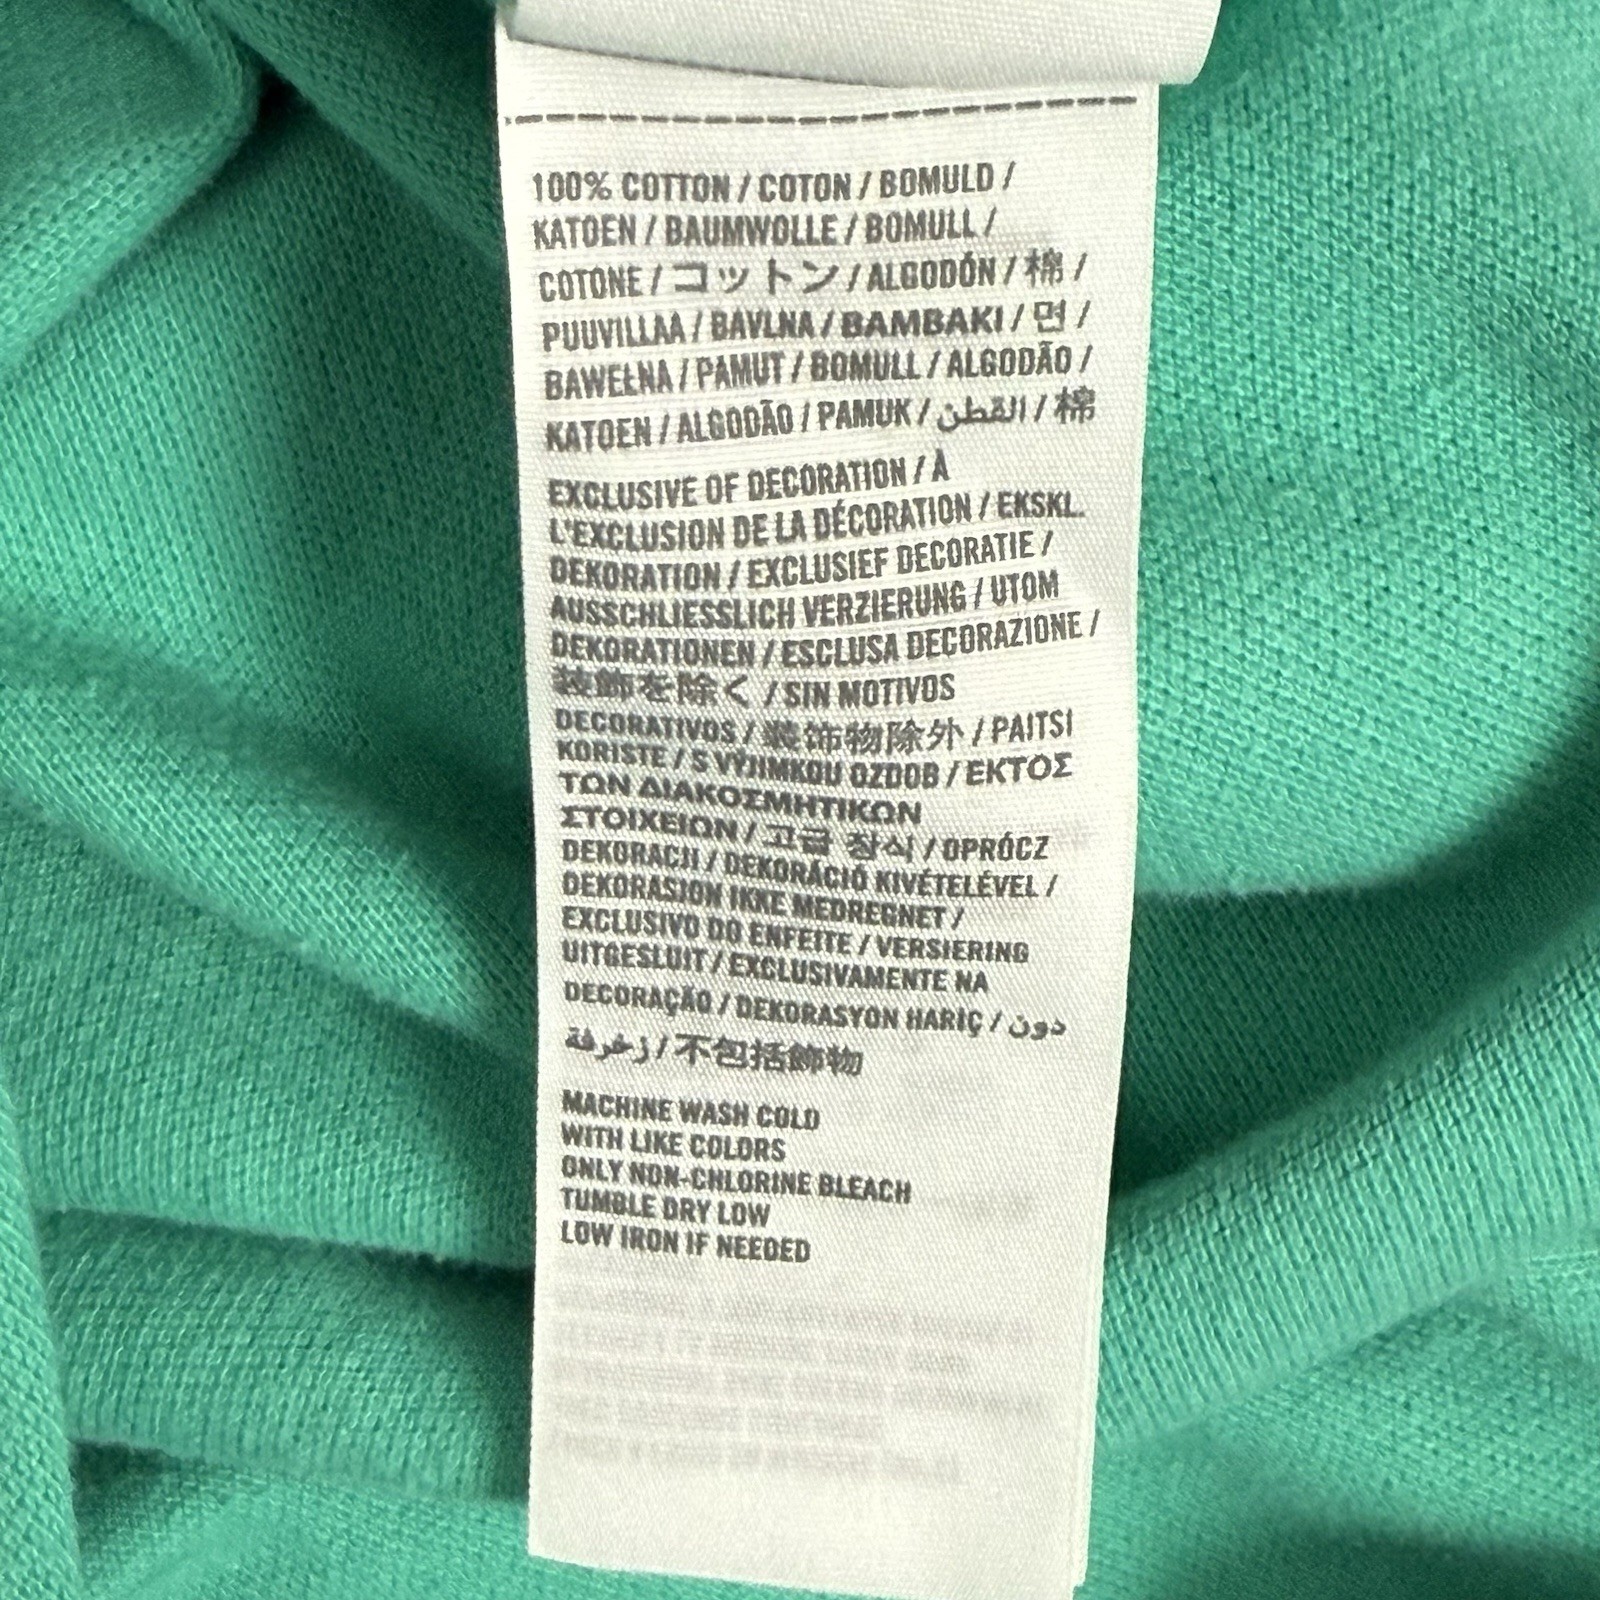 100% COTTON / COTON / BOMULD /
KATOEN / BAUMWOLLE / BOMULL /
COTONE / コットン / ALGODÓN / 棉 /
PUUVILLAA / BAVLNA / BAMBAKI / 면 /
BAWEŁNA / PAMUT / BOMULL / ALGODÃO /
KATOEN / ALGODÃO / PAMUK / القطن / 棉
EXCLUSIVE OF DECORATION / À
L'EXCLUSION DE LA DÉCORATION / EKSKL.
DEKORATION / EXCLUSIEF DECORATIE /
AUSSCHLIESSLICH VERZIERUNG / UTOM
DEKORATIONEN / ESCLUSA DECORAZIONE /
装飾を除く / SIN MOTIVOS
DECORATIVOS / 装饰物除外 / PAITSI
KORISTE / S VÝJIMKOU OZDOB / ΕΚΤΟΣ
ΤΩΝ ΔΙΑΚΟΣΜΗΤΙΚΩΝ
ΣΤΟΙΧΕΙΩΝ / 고급 장식 / OPRÓCZ
DEKORACJI / DEKORÁCIÓ KIVÉTELÉVEL /
DEKORASJON IKKE MEDREGNET /
EXCLUSIVO DO ENFEITE / VERSIERING
UITGESLUIT / EXCLUSIVAMENTE NA
DECORAÇÃO / DEKORASYON HARIÇ / دون
زخرفة / 不包括飾物
MACHINE WASH COLD
WITH LIKE COLORS
ONLY NON-CHLORINE BLEACH
TUMBLE DRY LOW
LOW IRON IF NEEDED